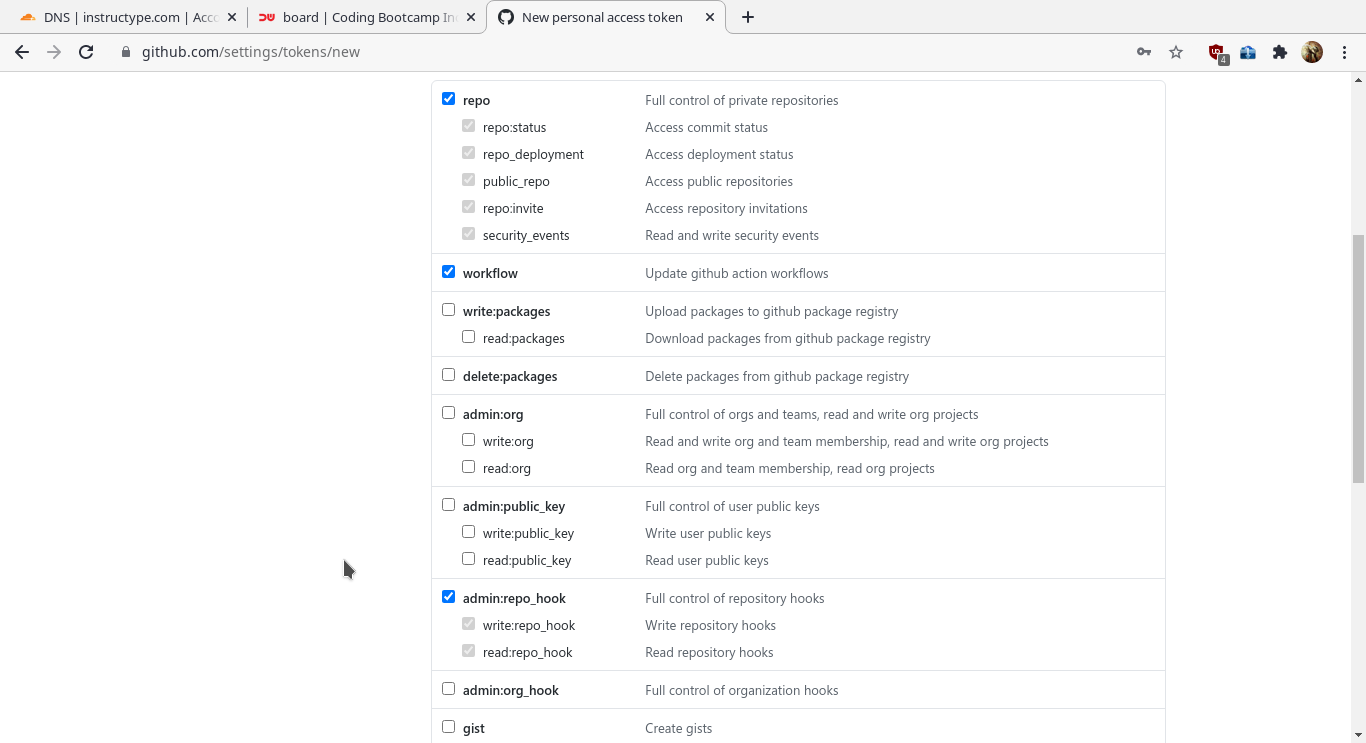 DNS | instructype.com | Acco
board | Coding Bootcamp In
New personal access token
github.com/settings/tokens/new
4
repo Full control of private repositories
repo:status Access commit status
repo_deployment Access deployment status
public_repo Access public repositories
repo:invite Access repository invitations
security_events Read and write security events
workflow Update github action workflows
write:packages Upload packages to github package registry
read:packages Download packages from github package registry
delete:packages Delete packages from github package registry
admin:org Full control of orgs and teams, read and write org projects
write:org Read and write org and team membership, read and write org projects
read:org Read org and team membership, read org projects
admin:public_key Full control of user public keys
write:public_key Write user public keys
read:public_key Read user public keys
admin:repo_hook Full control of repository hooks
write:repo_hook Write repository hooks
read:repo_hook Read repository hooks
admin:org_hook Full control of organization hooks
gist Create gists